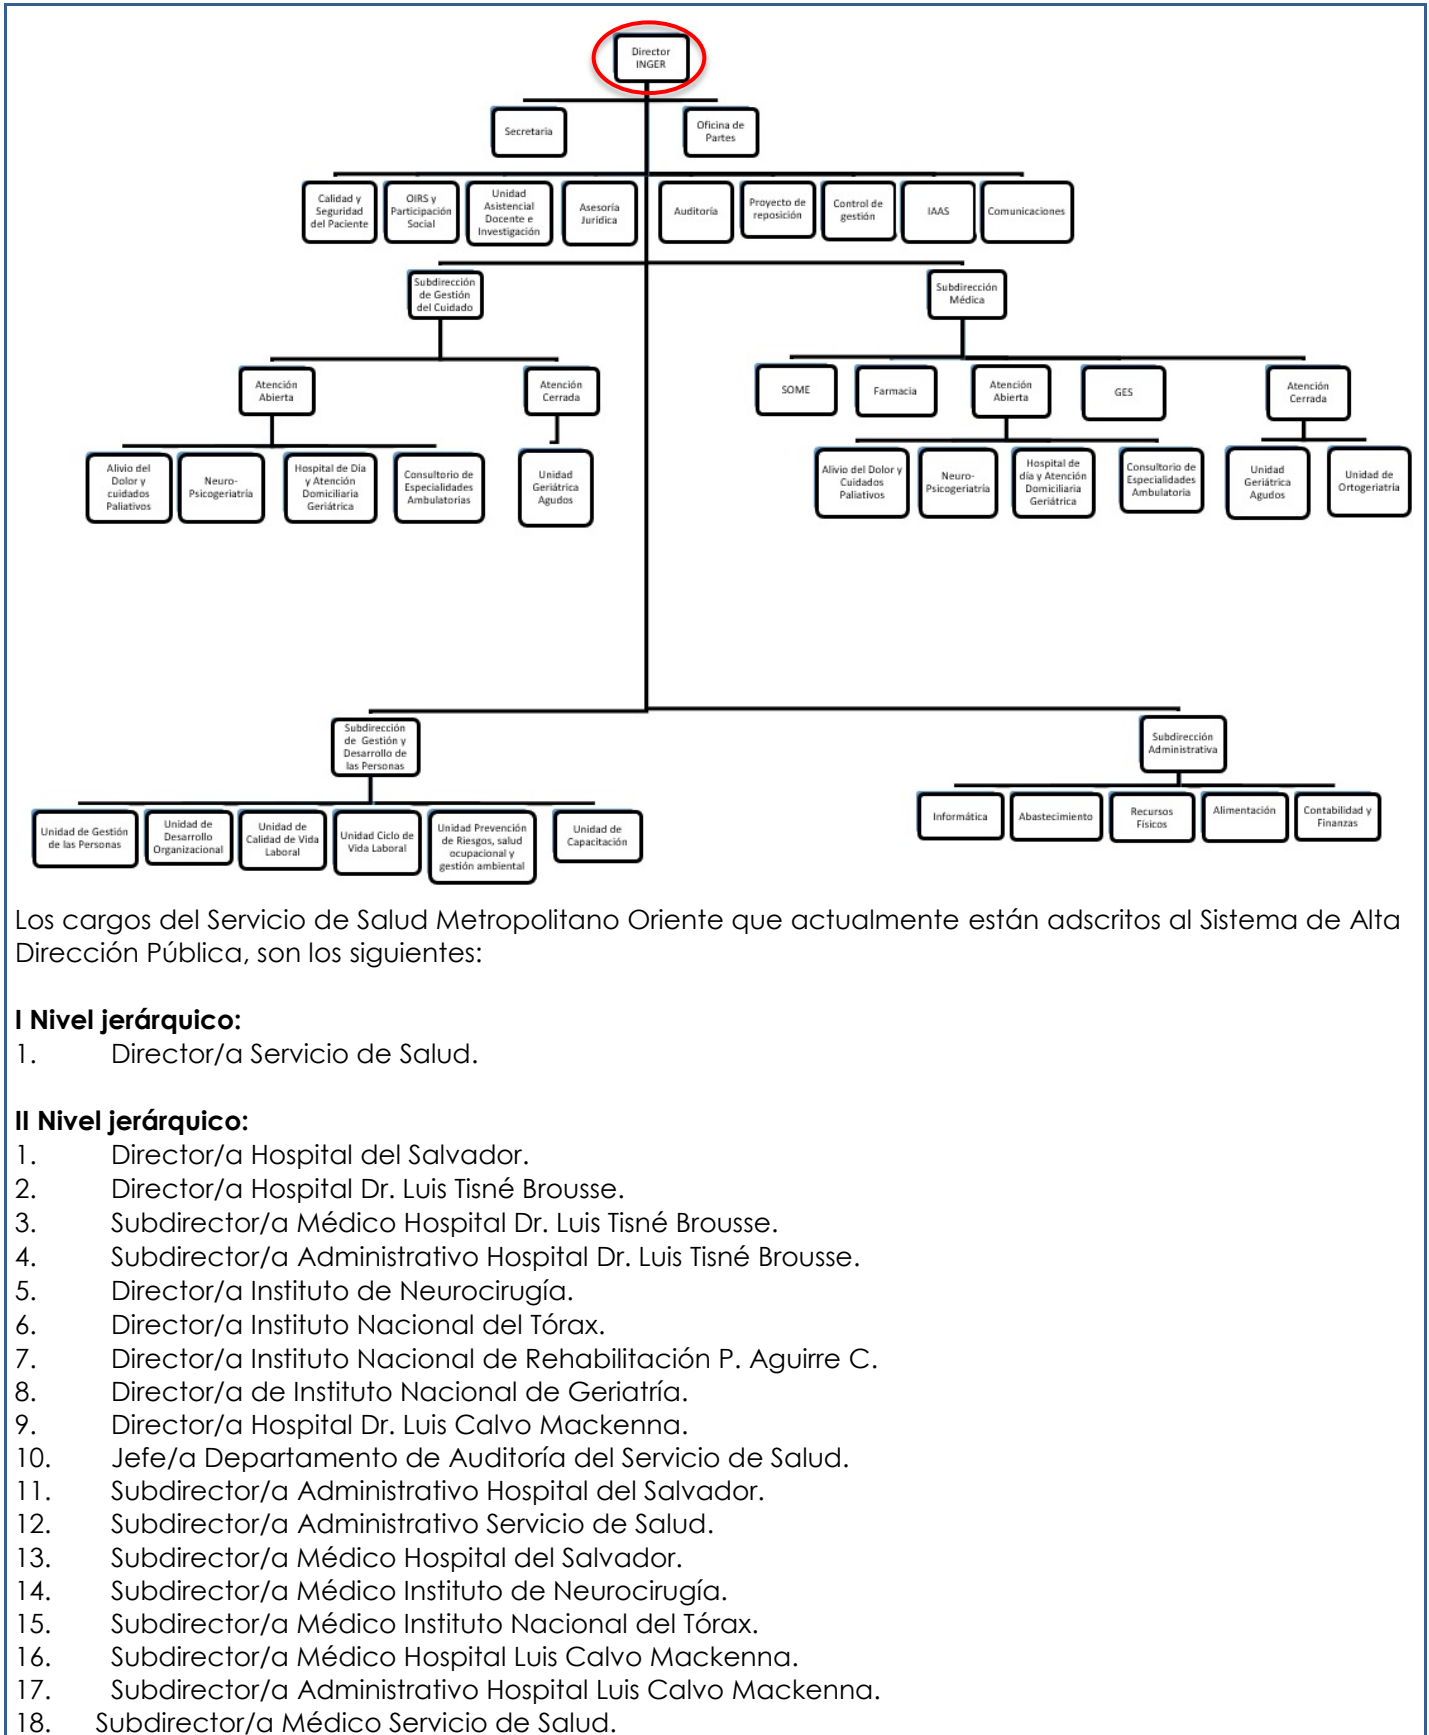 Director
INGER
Secretaria
Oficina de
Partes
Calidad y
Seguridad
del Paciente
OIRS y
Participación
Social
Unidad
Asistencial
Docente e
Investigación
Asesoría
Jurídica
Auditoría
Proyecto de
reposición
Control de
gestión
IAAS
Comunicaciones
Subdirección
de Gestión
del Cuidado
Subdirección
Médica
Atención
Abierta
Atención
Cerrada
SOME
Farmacia
Atención
Abierta
GES
Atención
Cerrada
Alivio del
Dolor y
cuidados
Paliativos
Neuro-
Psicogeriatría
Hospital de Día
y Atención
Domiciliaria
Geriátrica
Consultorio de
Especialidades
Ambulatorias
Unidad
Geriátrica
Agudos
Alivio del Dolor y
Cuidados
Paliativos
Neuro-
Psicogeriatría
Hospital de
día y Atención
Domiciliaria
Geriátrica
Consultorio de
Especialidades
Ambulatoria
Unidad
Geriátrica
Agudos
Unidad de
Ortogeriatría
Subdirección
de Gestión y
Desarrollo de
las Personas
Subdirección
Administrativa
Unidad de Gestión
de las Personas
Unidad de
Desarrollo
Organizacional
Unidad de
Calidad de Vida
Laboral
Unidad Ciclo de
Vida Laboral
Unidad Prevención
de Riesgos, salud
ocupacional y
gestión ambiental
Unidad de
Capacitación
Informática
Abastecimiento
Recursos
Físicos
Alimentación
Contabilidad y
Finanzas
Los cargos del Servicio de Salud Metropolitano Oriente que actualmente están adscritos al Sistema de Alta
Dirección Pública, son los siguientes:
I Nivel jerárquico:
1. Director/a Servicio de Salud.
II Nivel jerárquico:
1. Director/a Hospital del Salvador.
2. Director/a Hospital Dr. Luis Tisné Brousse.
3. Subdirector/a Médico Hospital Dr. Luis Tisné Brousse.
4. Subdirector/a Administrativo Hospital Dr. Luis Tisné Brousse.
5. Director/a Instituto de Neurocirugía.
6. Director/a Instituto Nacional del Tórax.
7. Director/a Instituto Nacional de Rehabilitación P. Aguirre C.
8. Director/a de Instituto Nacional de Geriatría.
9. Director/a Hospital Dr. Luis Calvo Mackenna.
10. Jefe/a Departamento de Auditoría del Servicio de Salud.
11. Subdirector/a Administrativo Hospital del Salvador.
12. Subdirector/a Administrativo Servicio de Salud.
13. Subdirector/a Médico Hospital del Salvador.
14. Subdirector/a Médico Instituto de Neurocirugía.
15. Subdirector/a Médico Instituto Nacional del Tórax.
16. Subdirector/a Médico Hospital Luis Calvo Mackenna.
17. Subdirector/a Administrativo Hospital Luis Calvo Mackenna.
18. Subdirector/a Médico Servicio de Salud.